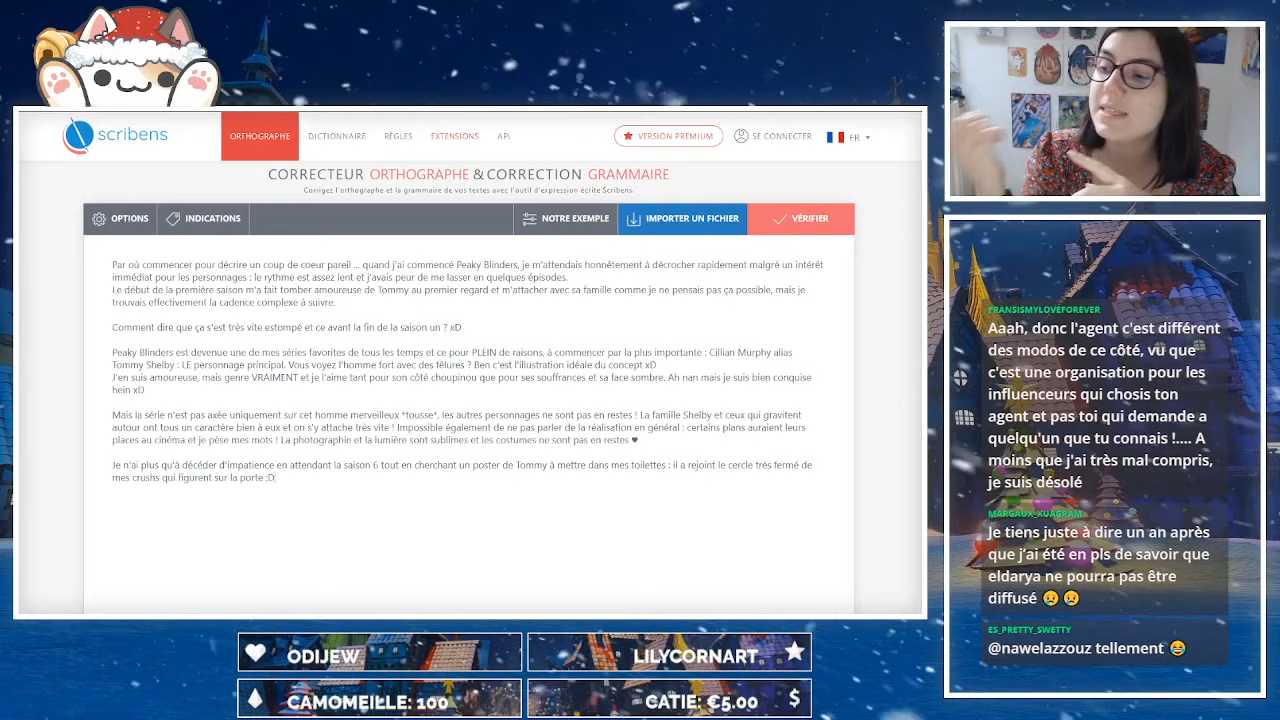 scribens
ORTHOGRAPHE
DICTIONNAIRE
RÈGLES
EXTENSIONS
API
VERSION PREMIUM
SE CONNECTER
FR
CORRECTEUR ORTHOGRAPHE & CORRECTION GRAMMAIRE
Corrigez l'orthographe et la grammaire de vos textes avec l'outil d'expression écrite Scribens.
OPTIONS
INDICATIONS
NOTRE EXEMPLE
IMPORTER UN FICHIER
VÉRIFIER
Par où commencer pour décrire un coup de coeur pareil ... quand j'ai commencé Peaky Blinders, je m'attendais honnêtement à décrocher rapidement malgré un intérêt
immédiat pour les personnages : le rythme est assez lent et j'avais peur de me lasser en quelques épisodes.
Le début de la première saison m'a fait tomber amoureuse de Tommy au premier regard et m'attacher avec sa famille comme je ne pensais pas ça possible, mais je
trouvais effectivement la cadence complexe à suivre.
Comment dire que ça s'est très vite estompé et ce avant la fin de la saison un ? xD
Peaky Blinders est devenue une de mes séries favorites de tous les temps et ce pour PLEIN de raisons, à commencer par la plus importante : Cillian Murphy alias
Tommy Shelby : LE personnage principal. Vous voyez l'homme fort avec des fêlures ? Ben c'est l'illustration idéale du concept xD
J'en suis amoureuse, mais genre VRAIMENT et je l'aime tant pour son côté choupinou que pour ses souffrances et sa face sombre. Ah nan mais je suis bien conquise
hein xD
Mais la série n'est pas axée uniquement sur cet homme merveilleux *tousse*, les autres personnages ne sont pas en restes ! La famille Shelby et ceux qui gravitent
autour ont tous un caractère bien à eux et on s'y attache très vite ! Impossible également de ne pas parler de la réalisation en général : certains plans auraient leurs
places au cinéma et je pèse mes mots ! La photographie et la lumière sont sublimes et les costumes ne sont pas en restes ♥
Je n'ai plus qu'à décéder d'impatience en attendant la saison 6 tout en cherchant un poster de Tommy à mettre dans mes toilettes : il a rejoint le cercle très fermé de
mes crushs qui figurent sur la porte :D
FRANSISMYLOVEFOREVER
Aaah, donc l'agent c'est différent
des modos de ce côté, vu que
c'est une organisation pour les
influenceurs qui chosis ton
agent et pas toi qui demande a
quelqu'un que tu connais !.... A
moins que j'ai très mal compris,
je suis désolé
MARGAUX_XUAGRAM
Je tiens juste à dire un an après
que j'ai été en pls de savoir que
eldarya ne pourra pas être
diffusé 😢 😢
ES_PRETTY_SWETTY
@nawelazzouz tellement 😂
ODIJEW
LILYCORNART
CAMOMEILLE: 100
CATIE: €5.00